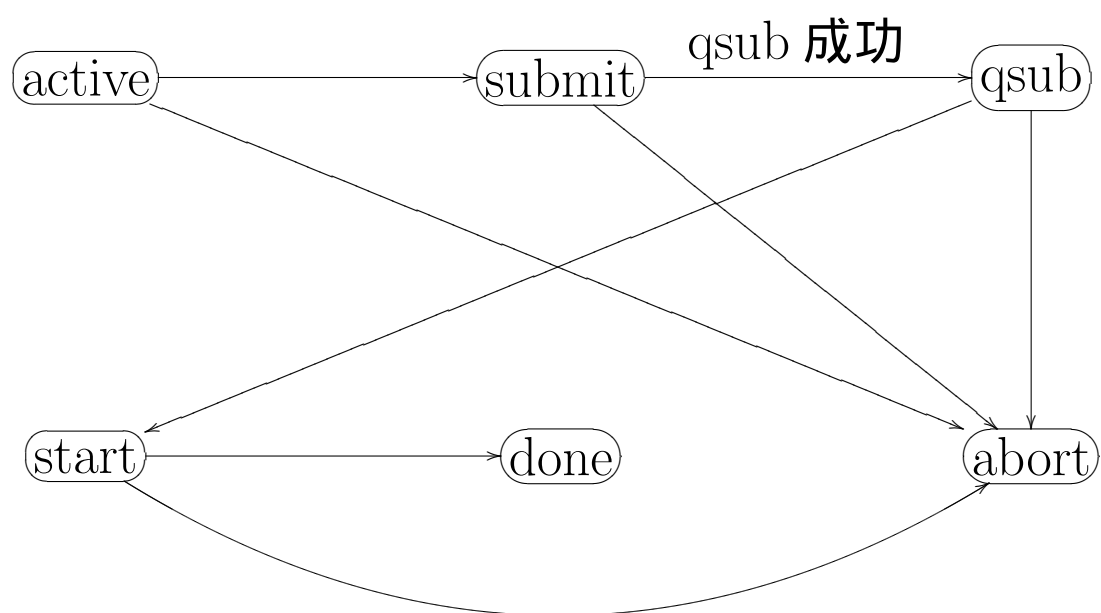 active
submit
qsub 成功
qsub
start
done
abort